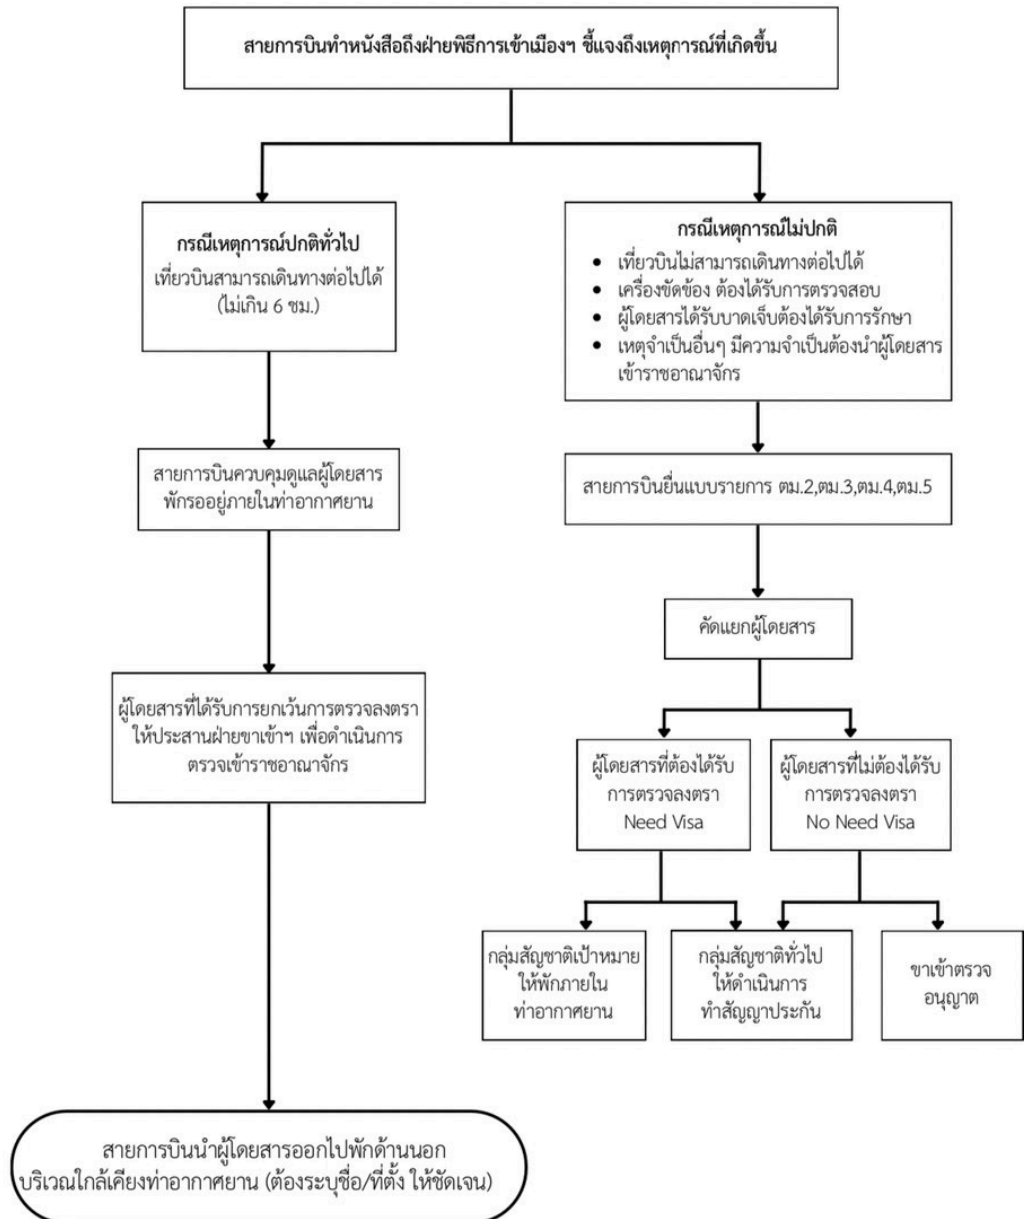 สายการบินทำหนังสือถึงฝ่ายพิธีการเข้าเมืองฯ ชี้แจงถึงเหตุการณ์ที่เกิดขึ้น
กรณีเหตุการณ์ปกติทั่วไป
เที่ยวบินสามารถเดินทางต่อไปได้
(ไม่เกิน 6 ชม.)
กรณีเหตุการณ์ไม่ปกติ
• เที่ยวบินไม่สามารถเดินทางต่อไปได้
• เครื่องขัดข้อง ต้องได้รับการตรวจสอบ
• ผู้โดยสารได้รับบาดเจ็บต้องได้รับการรักษา
• เหตุจำเป็นอื่นๆ มีความจำเป็นต้องนำผู้โดยสาร
เข้าราชอาณาจักร
สายการบินควบคุมดูแลผู้โดยสาร
พักรออยู่ภายในท่าอากาศยาน
สายการบินยื่นแบบรายการ ตม.2,ตม.3,ตม.4,ตม.5
คัดแยกผู้โดยสาร
ผู้โดยสารที่ได้รับการยกเว้นการตรวจลงตรา
ให้ประสานฝ่ายขาเข้าฯ เพื่อดำเนินการ
ตรวจเข้าราชอาณาจักร
ผู้โดยสารที่ต้องได้รับ
การตรวจลงตรา
Need Visa
ผู้โดยสารที่ไม่ต้องได้รับ
การตรวจลงตรา
No Need Visa
กลุ่มสัญชาติเป้าหมาย
ให้พักภายใน
ท่าอากาศยาน
กลุ่มสัญชาติทั่วไป
ให้ดำเนินการ
ทำสัญญาประกัน
ขาเข้าตรวจ
อนุญาต
สายการบินนำผู้โดยสารออกไปพักด้านนอก
บริเวณใกล้เคียงท่าอากาศยาน (ต้องระบุชื่อ/ที่ตั้ง ให้ชัดเจน)